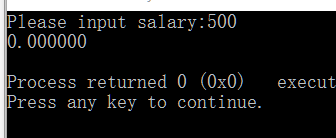 Please input salary:500
0.000000
Process returned 0 (0x0)   execut
Press any key to continue.